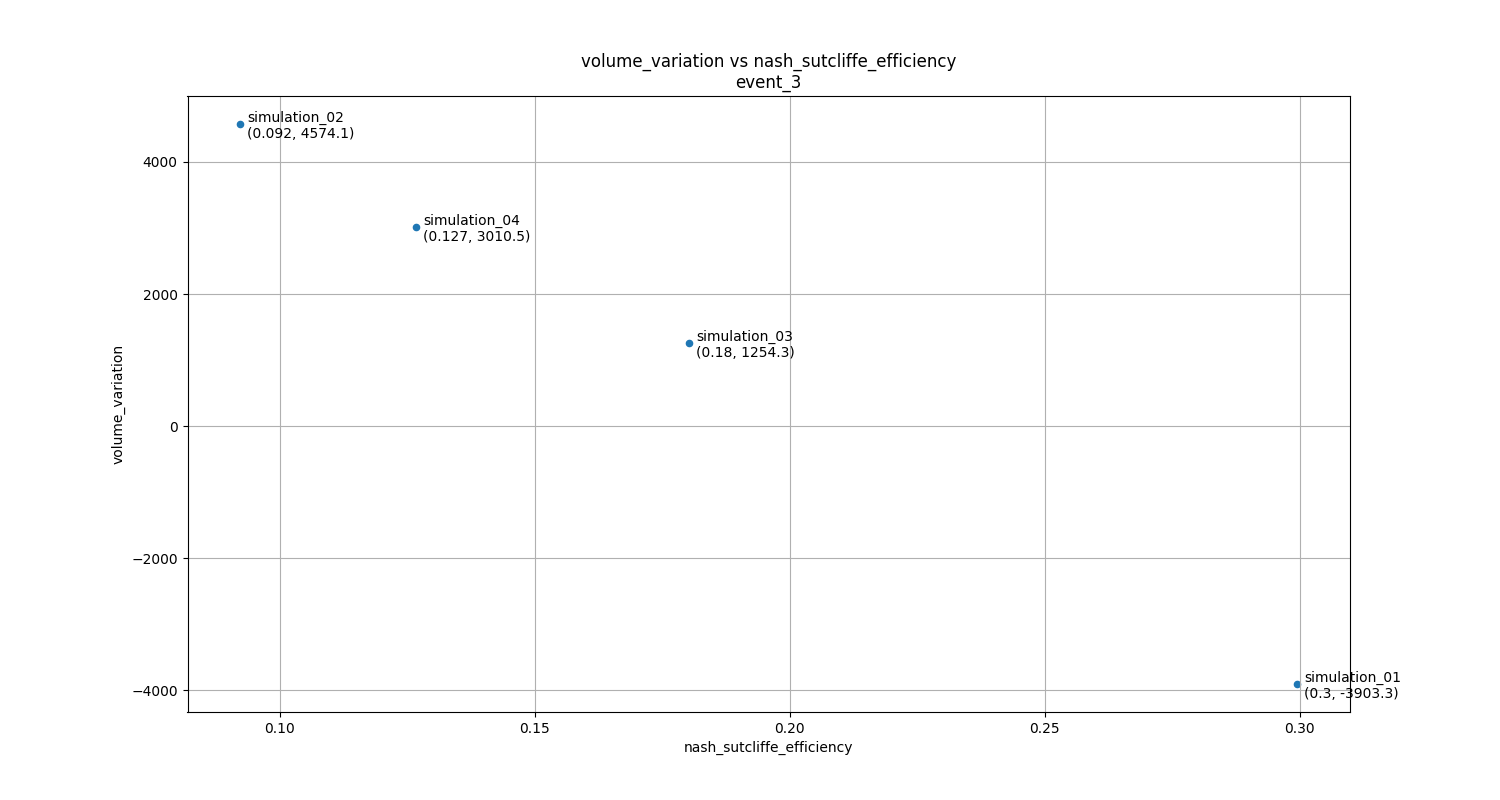 volume_variation vs nash_sutcliffe_efficiency
event_3
simulation_02
(0.092, 4574.1)
4000
simulation_04
(0.127, 3010.5)
2000
simulation_03
(0.18, 1254.3)
volume_variation
0
−2000
simulation_01
(0.3, -3903.3)
−4000
0.10 0.15 0.20 0.25 0.30
nash_sutcliffe_efficiency